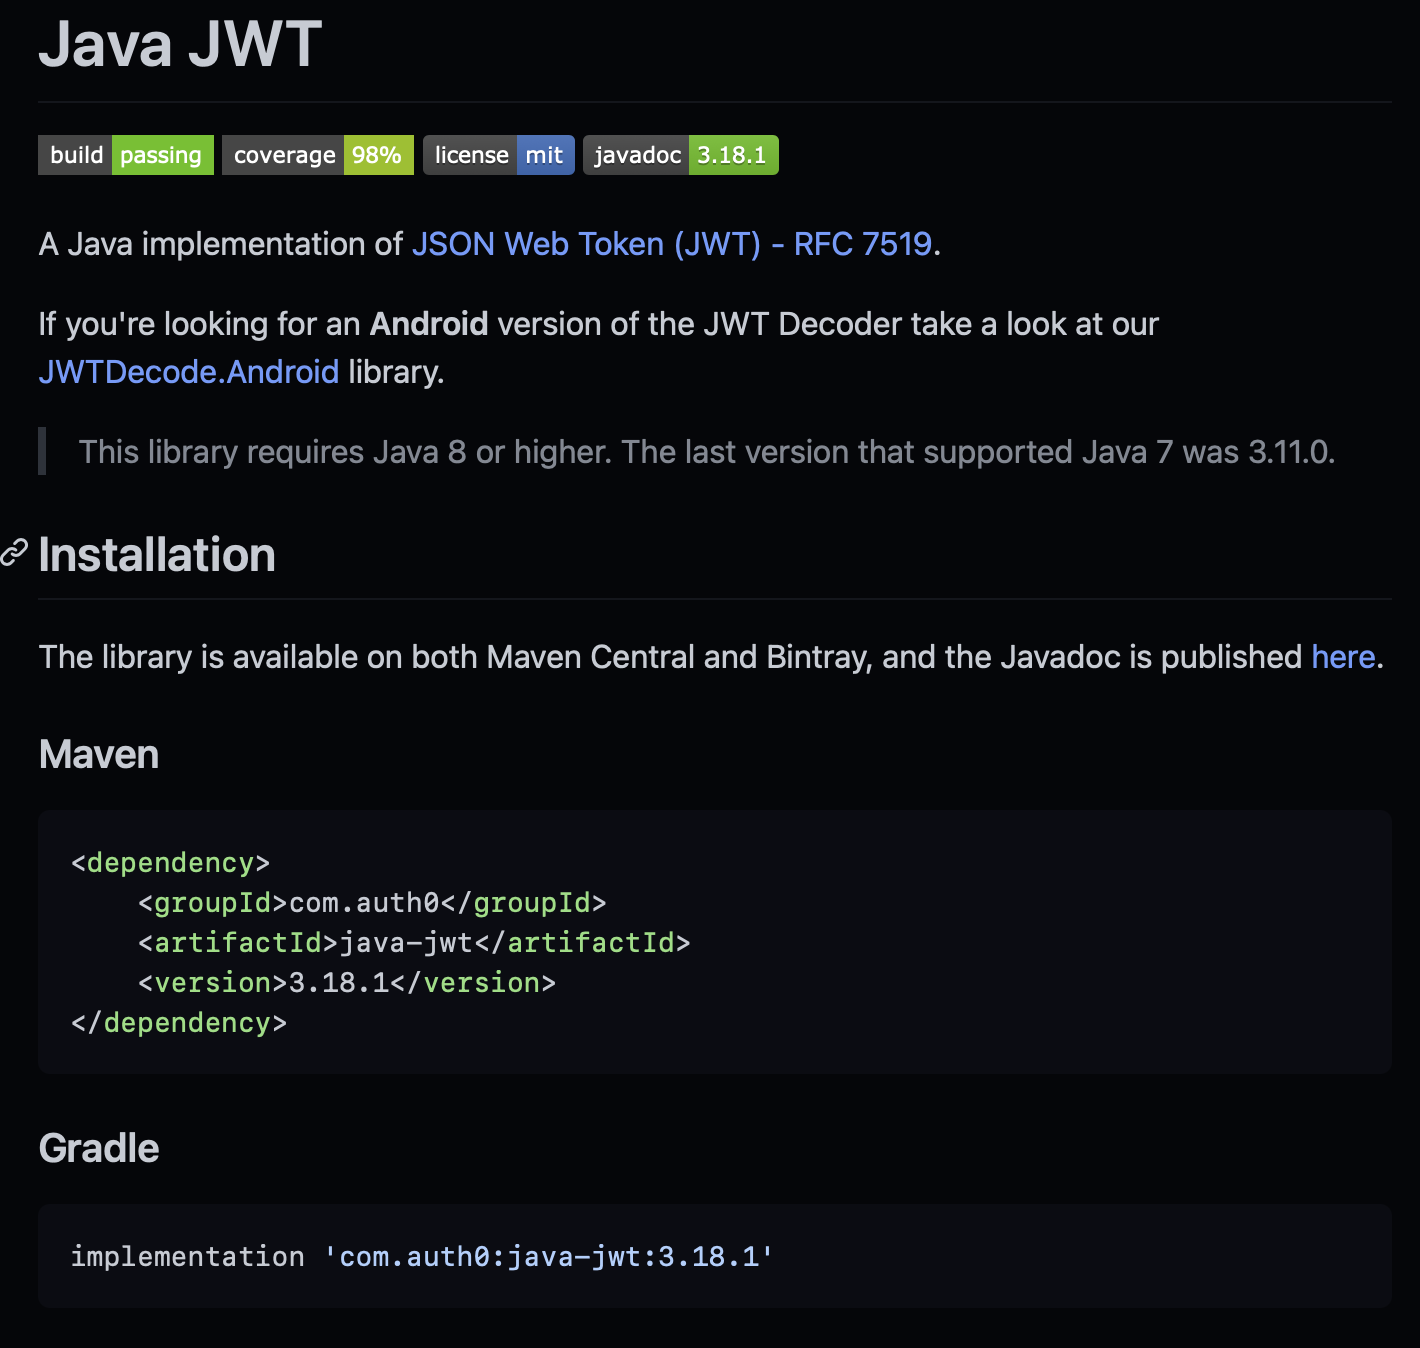 Java JWT
build passing coverage 98% license mit javadoc 3.18.1
A Java implementation of JSON Web Token (JWT) - RFC 7519.
If you're looking for an Android version of the JWT Decoder take a look at our
JWTDecode.Android library.
This library requires Java 8 or higher. The last version that supported Java 7 was 3.11.0.
Installation
The library is available on both Maven Central and Bintray, and the Javadoc is published here.
Maven
<dependency>
    <groupId>com.auth0</groupId>
    <artifactId>java-jwt</artifactId>
    <version>3.18.1</version>
</dependency>
Gradle
implementation 'com.auth0:java-jwt:3.18.1'